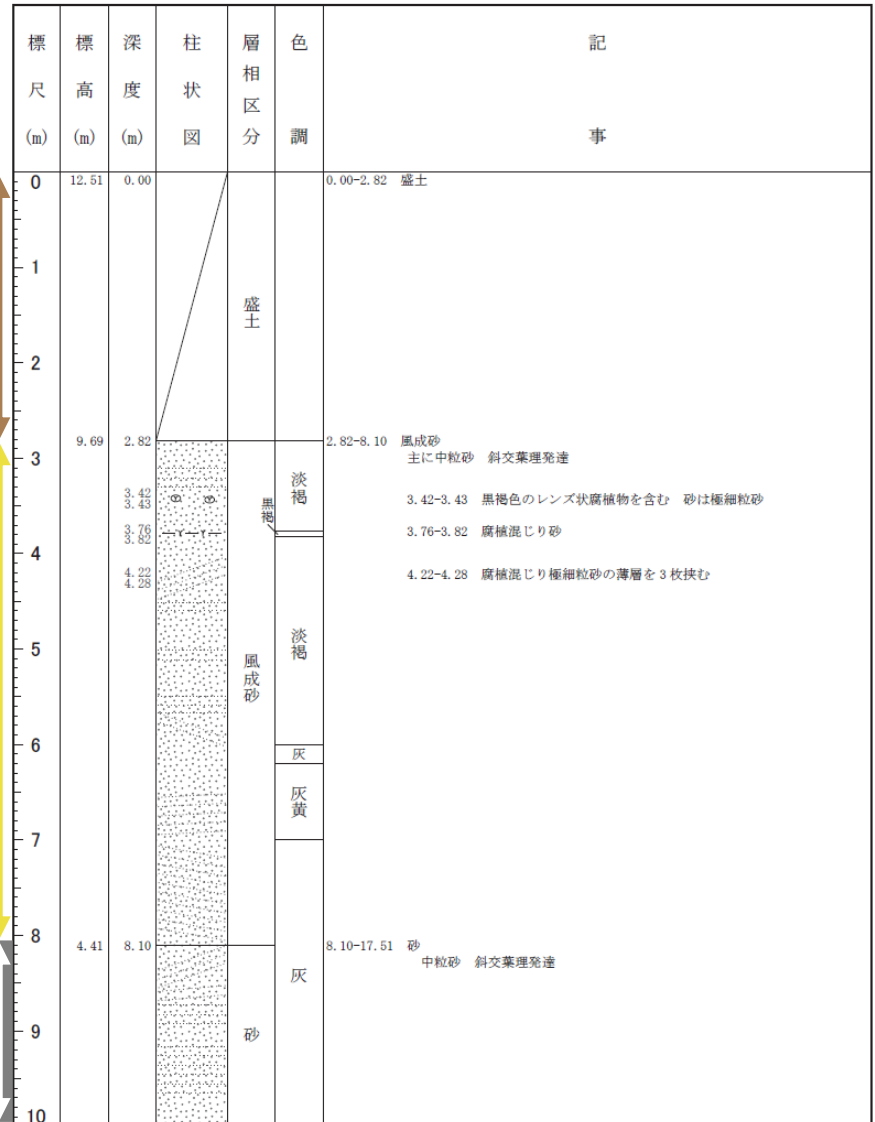 標尺(m)
標高(m)
深度(m)
柱状図
層相区分
色調
記事
0
12.51
0.00
0.00-2.82 盛土
1
盛土
2
9.69
2.82
2.82-8.10 風成砂
主に中粒砂 斜交葉理発達
3
淡褐
3.42
3.43
3.42-3.43 黒褐色のレンズ状腐植物を含む 砂は極細粒砂
黒褐
3.76
3.82
3.76-3.82 腐植混じり砂
4
4.22
4.28
4.22-4.28 腐植混じり極細粒砂の薄層を3枚挟む
5
淡褐
風成砂
6
灰
灰黄
7
8
4.41
8.10
8.10-17.51 砂
中粒砂 斜交葉理発達
灰
9
砂
10